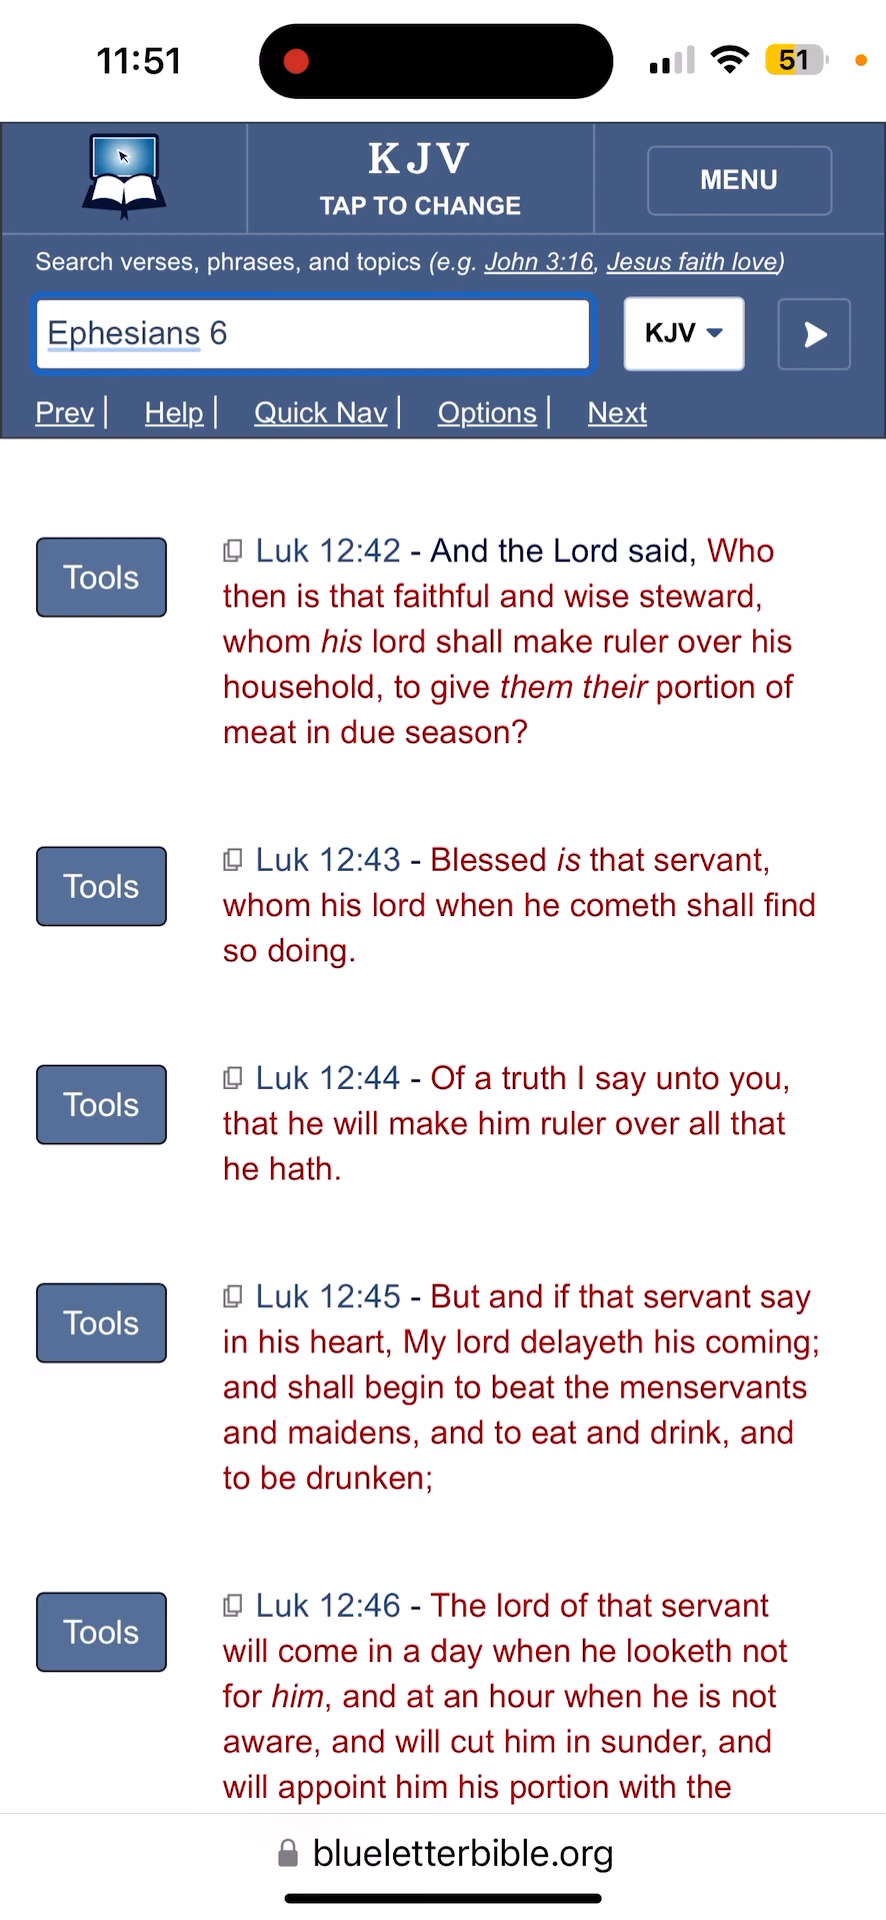 11:51
51
KJV
TAP TO CHANGE
MENU
Search verses, phrases, and topics (e.g. John 3:16, Jesus faith love)
Ephesians 6
KJV
Prev | Help | Quick Nav | Options | Next
Tools
Luk 12:42 - And the Lord said, Who
then is that faithful and wise steward,
whom his lord shall make ruler over his
household, to give them their portion of
meat in due season?
Tools
Luk 12:43 - Blessed is that servant,
whom his lord when he cometh shall find
so doing.
Tools
Luk 12:44 - Of a truth I say unto you,
that he will make him ruler over all that
he hath.
Tools
Luk 12:45 - But and if that servant say
in his heart, My lord delayeth his coming;
and shall begin to beat the menservants
and maidens, and to eat and drink, and
to be drunken;
Tools
Luk 12:46 - The lord of that servant
will come in a day when he looketh not
for him, and at an hour when he is not
aware, and will cut him in sunder, and
will appoint him his portion with the
blueletterbible.org